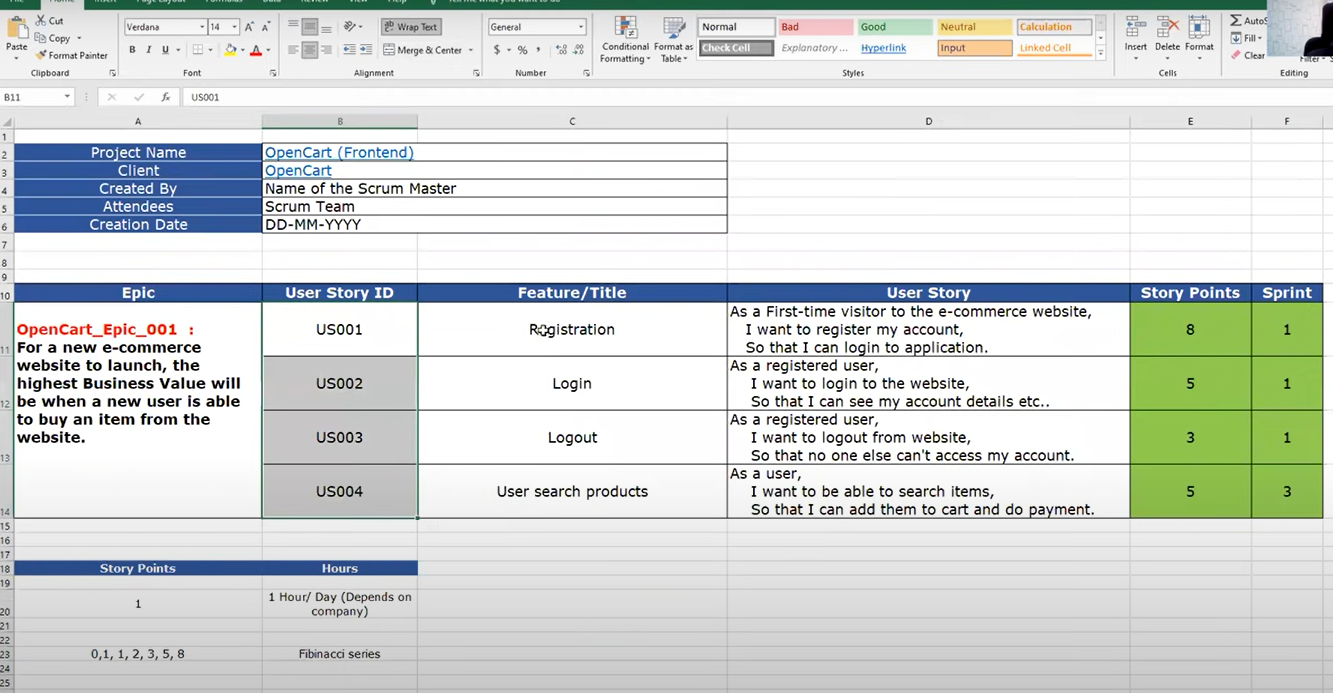 File Home Insert Page Layout Formulas Data Review View Help Tell me what you want to do
Cut
Copy
Format Painter
Paste
Clipboard
Verdana 14
B I U
Font
Wrap Text
Merge & Center
Alignment
General
$ % ,
Number
Conditional Formatting
Format as Table
Normal Bad Good Neutral Calculation
Check Cell Explanatory ... Hyperlink Input Linked Cell
Styles
Insert Delete Format
Cells
Fill
Clear
Editing
B11 fx US001
A B C D E F
1
2 Project Name OpenCart (Frontend)
3 Client OpenCart
4 Created By Name of the Scrum Master
5 Attendees Scrum Team
6 Creation Date DD-MM-YYYY
7
8
9
10 Epic User Story ID Feature/Title User Story Story Points Sprint
OpenCart_Epic_001 :
For a new e-commerce
website to launch, the
highest Business Value will
be when a new user is able
to buy an item from the
website.
11 US001 Registration
As a First-time visitor to the e-commerce website,
I want to register my account,
So that I can login to application.
8 1
12 US002 Login
As a registered user,
I want to login to the website,
So that I can see my account details etc..
5 1
13 US003 Logout
As a registered user,
I want to logout from website,
So that no one else can't access my account.
3 1
14 US004 User search products
As a user,
I want to be able to search items,
So that I can add them to cart and do payment.
5 3
15
16
17
18 Story Points Hours
19
20 1 1 Hour/ Day (Depends on
company)
21
22
23 0,1, 1, 2, 3, 5, 8 Fibinacci series
24
25